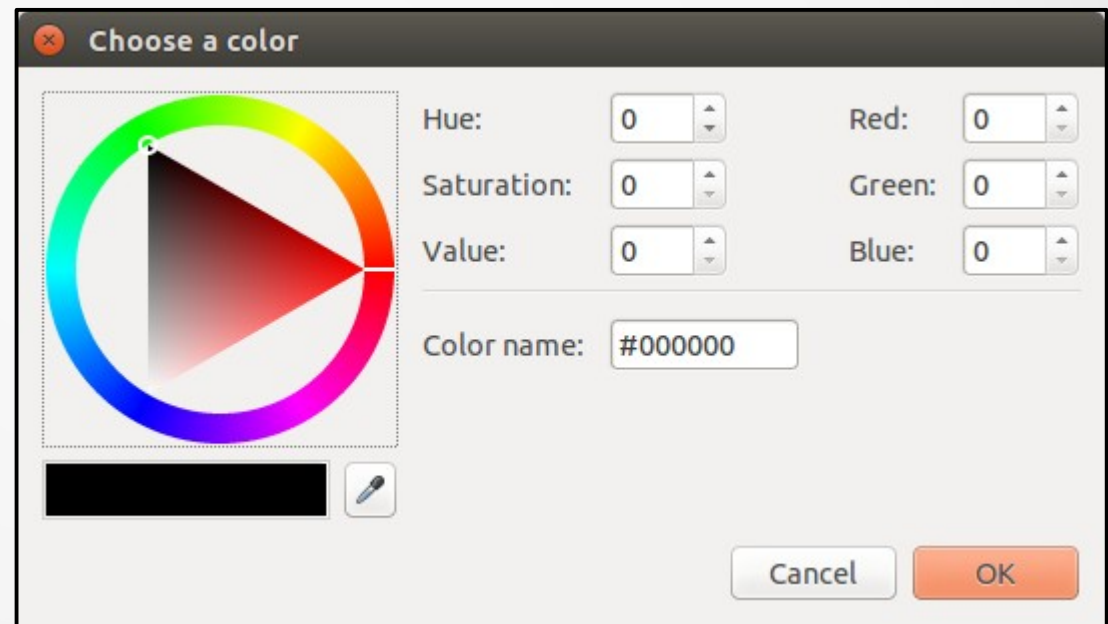 Choose a color
Hue: 0 Red: 0
Saturation: 0 Green: 0
Value: 0 Blue: 0
Color name: #000000
Cancel OK